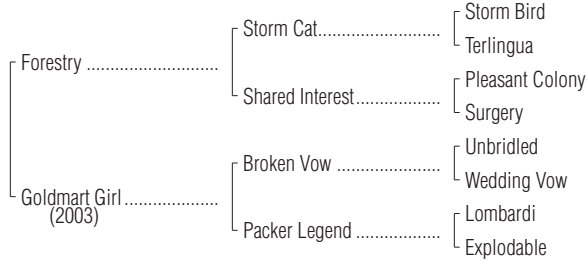 Storm Bird
Storm Cat
Terlingua
Forestry
Pleasant Colony
Shared Interest
Surgery
Unbridled
Broken Vow
Wedding Vow
Goldmart Girl
(2003)
Lombardi
Packer Legend
Explodable